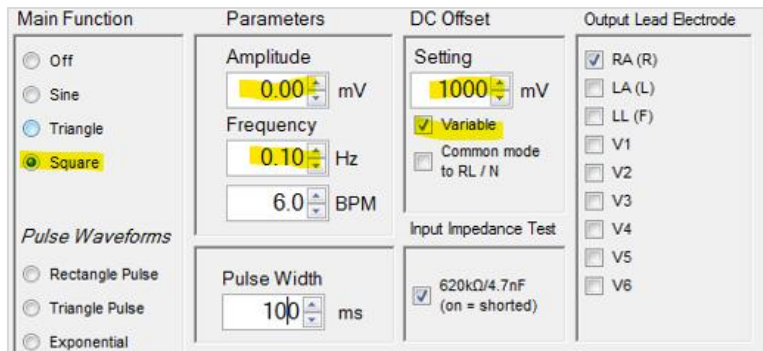 Main Function
Off
Sine
Triangle
Square
Pulse Waveforms
Rectangle Pulse
Triangle Pulse
Exponential
Parameters
Amplitude
0.00 mV
Frequency
0.10 Hz
6.0 BPM
Pulse Width
100 ms
DC Offset
Setting
1000 mV
Variable
Common mode
to RL / N
Input Impedance Test
620kΩ/4.7nF
(on = shorted)
Output Lead Electrode
RA (R)
LA (L)
LL (F)
V1
V2
V3
V4
V5
V6